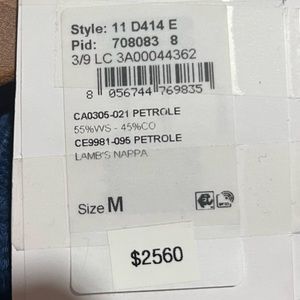 Style: 11 D414 E
Pid: 708083 8
3/9 LC 3A00044362
8 056744 769835
CA0305-021 PETROLE
55%WS - 45%CO
CE9981-095 PETROLE
LAMB'S NAPPA
Size M
$2560